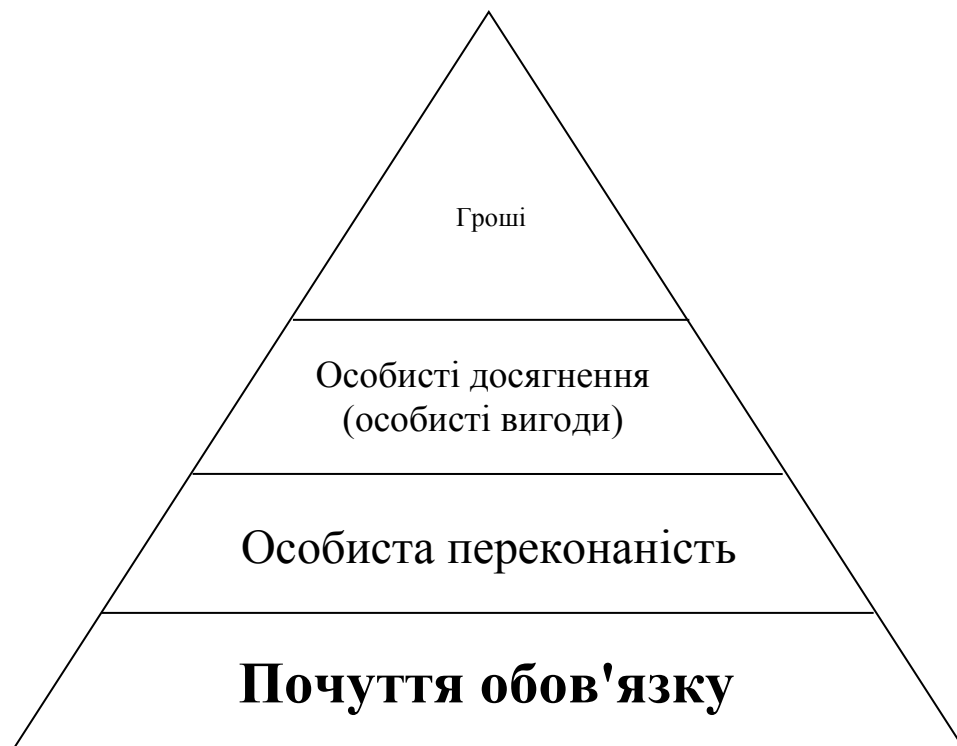 Гроші
Особисті досягнення
(особисті вигоди)
Особиста переконаність
Почуття обов'язку